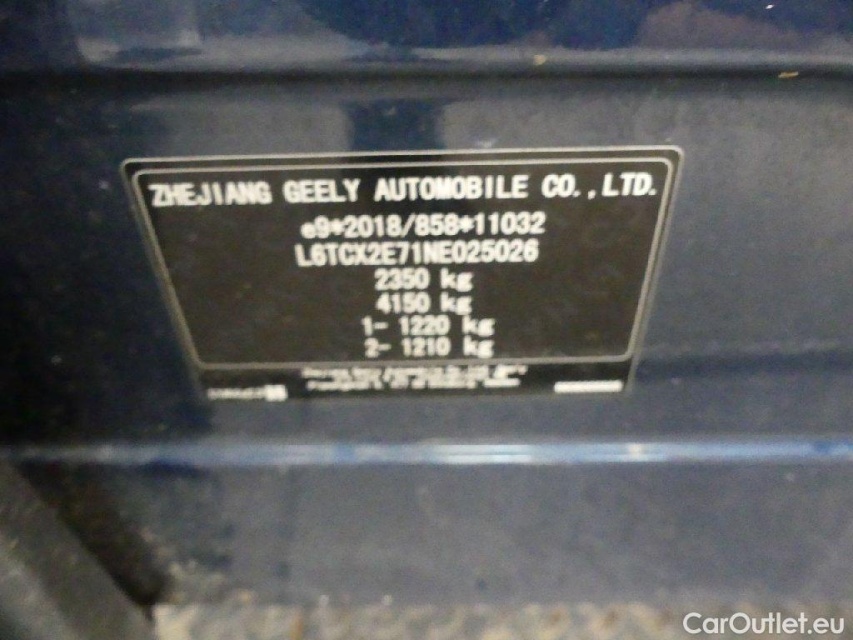 ZHEJIANG GEELY AUTOMOBILE CO.,LTD.
e9*2018/858*11032
L6TCX2E71NE025026
2350 kg
4150 kg
1- 1220 kg
2- 1210 kg
CarOutlet.eu